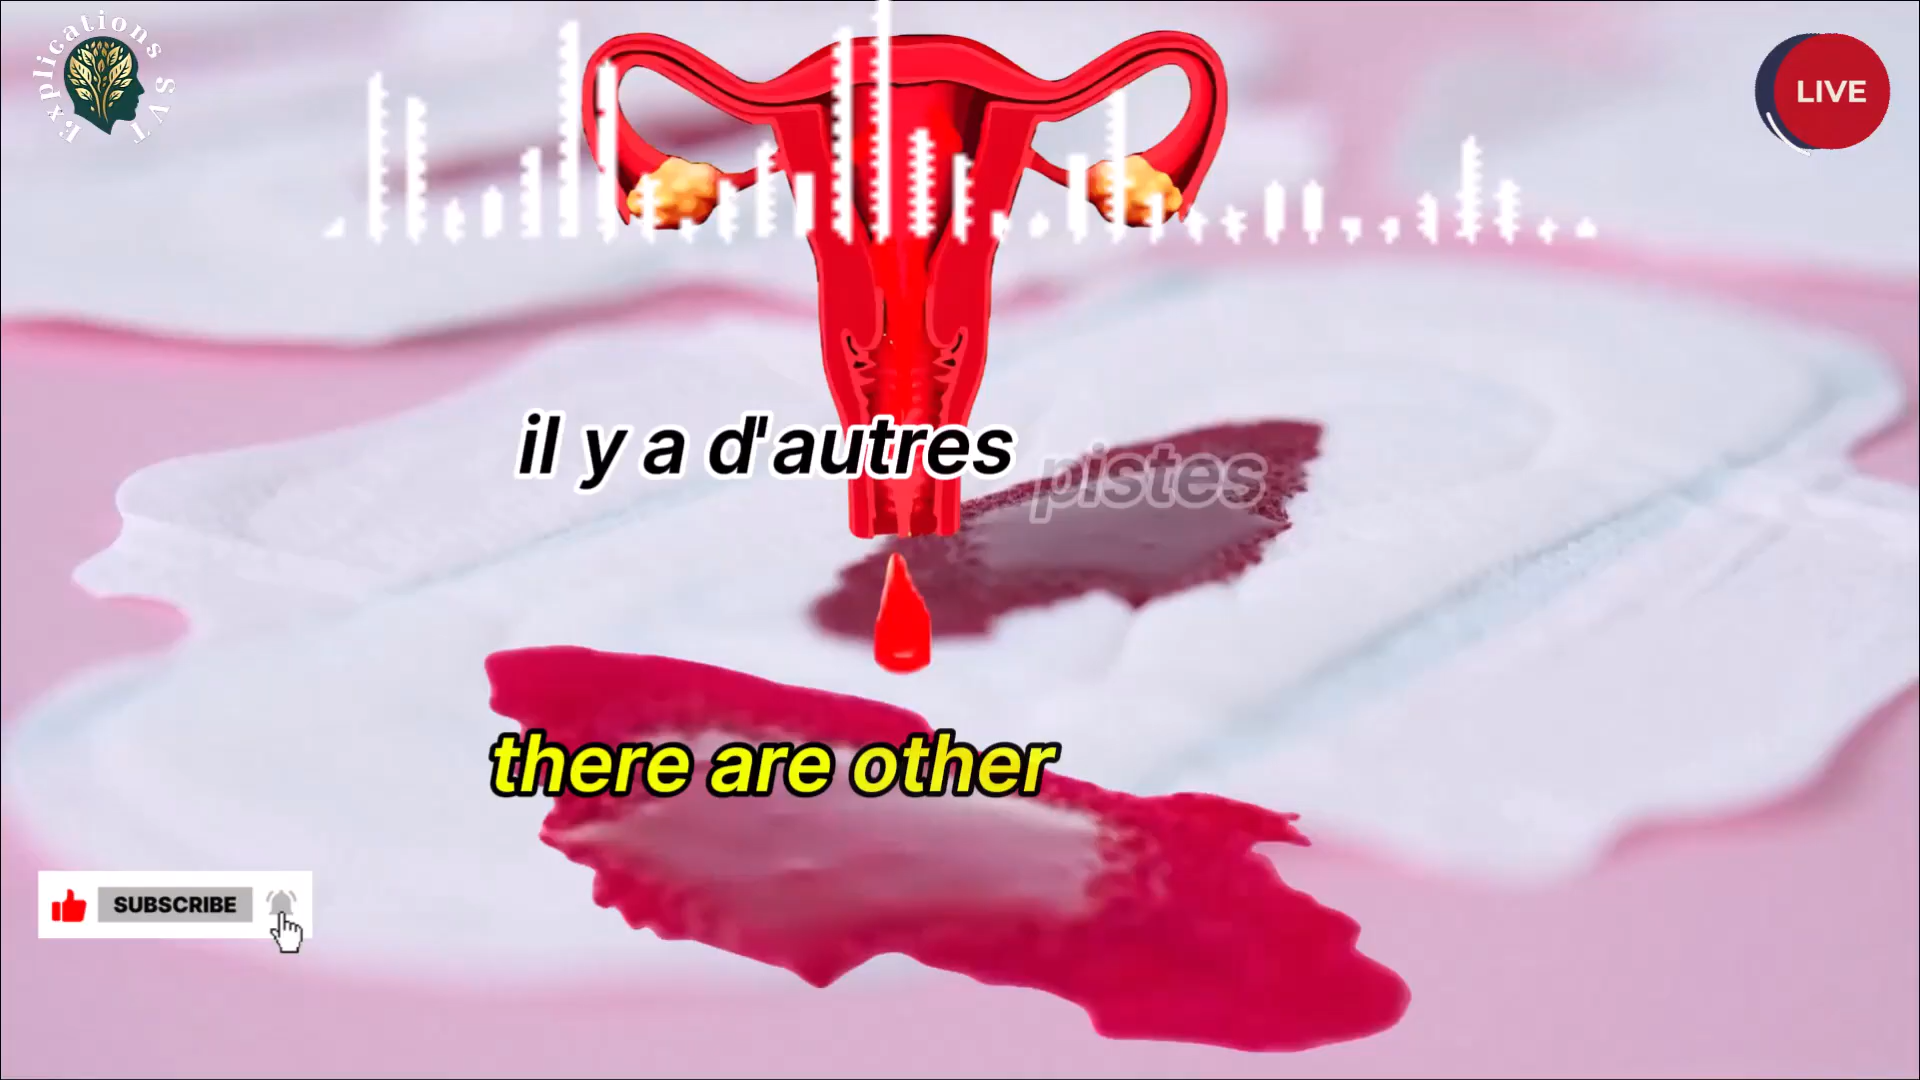 Explications SVT
LIVE
il y a d'autres pistes
there are other
SUBSCRIBE